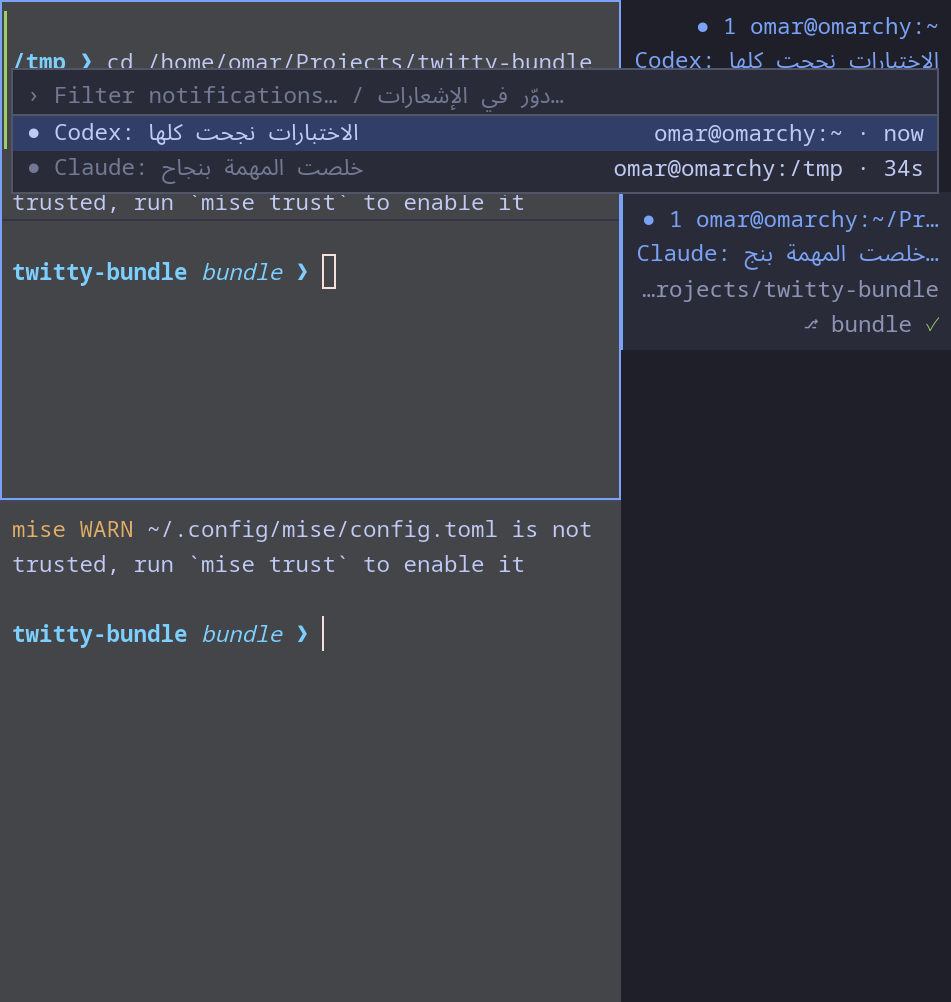 /tmp ❯ cd /home/omar/Projects/twitty-bundle
› Filter notifications… / دوّر في الإشعارات…
● Codex: الاختبارات نجحت كلها omar@omarchy:~ · now
● Claude: خلصت المهمة بنجاح omar@omarchy:/tmp · 34s
trusted, run `mise trust` to enable it
twitty-bundle bundle ❯
mise WARN ~/.config/mise/config.toml is not
trusted, run `mise trust` to enable it
twitty-bundle bundle ❯
● 1 omar@omarchy:~
Codex: الاختبارات نجحت كلها
● 1 omar@omarchy:~/Pr…
Claude: خلصت المهمة بنج…
…rojects/twitty-bundle
⎇ bundle ✓